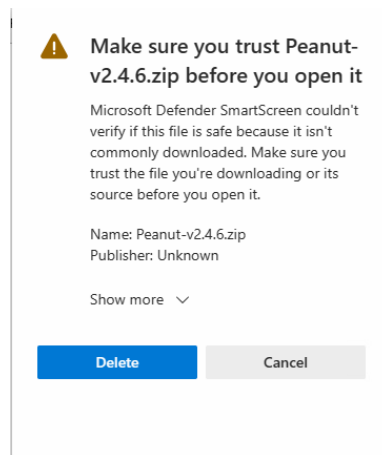 Make sure you trust Peanut-
v2.4.6.zip before you open it
Microsoft Defender SmartScreen couldn't
verify if this file is safe because it isn't
commonly downloaded. Make sure you
trust the file you're downloading or its
source before you open it.
Name: Peanut-v2.4.6.zip
Publisher: Unknown
Show more
Delete
Cancel